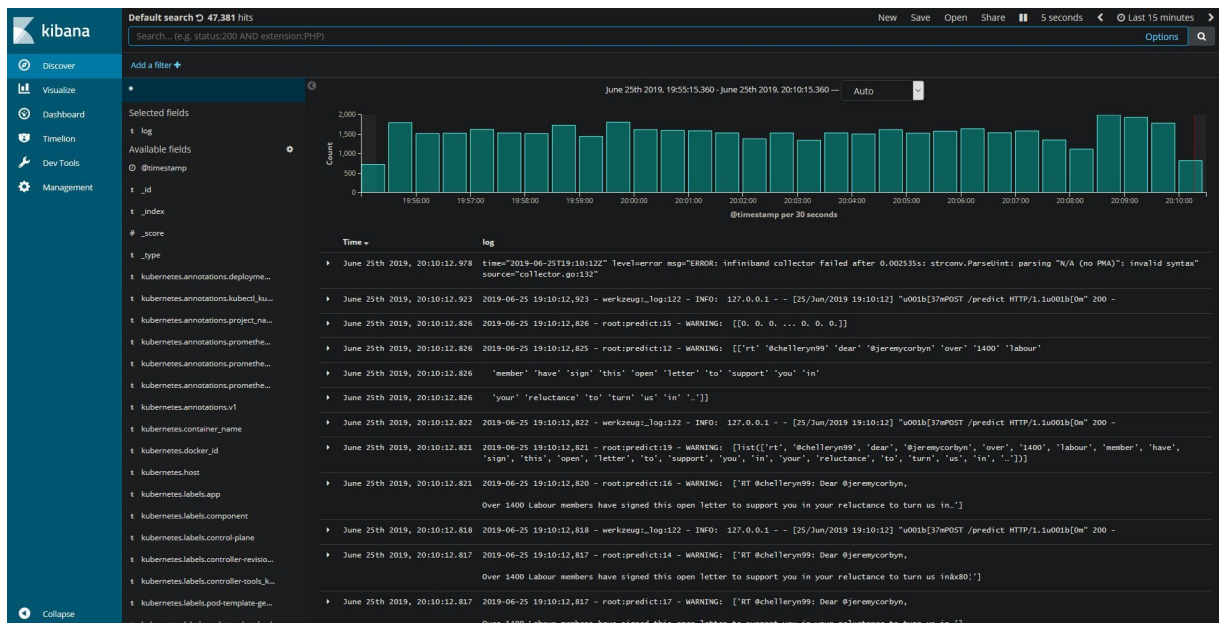 kibana
Discover
Visualize
Dashboard
Timelion
Dev Tools
Management
Collapse
Default search 47,381 hits
New Save Open Share 5 seconds Last 15 minutes
Search... (e.g. status:200 AND extension:PHP)
Options
Add a filter +
*
Selected fields
t log
Available fields
@timestamp
t _id
t _index
# _score
t _type
t kubernetes.annotations.deployme...
t kubernetes.annotations.kubectl_ku...
t kubernetes.annotations.project_na...
t kubernetes.annotations.promethe...
t kubernetes.annotations.promethe...
t kubernetes.annotations.promethe...
t kubernetes.annotations.v1
t kubernetes.container_name
t kubernetes.docker_id
t kubernetes.host
t kubernetes.labels.app
t kubernetes.labels.component
t kubernetes.labels.control-plane
t kubernetes.labels.controller-revisio...
t kubernetes.labels.controller-tools_k...
t kubernetes.labels.pod-template-ge...
June 25th 2019, 19:55:15.360 - June 25th 2019, 20:10:15.360 — Auto
Count
2,000
1,500
1,000
500
0
19:56:00 19:57:00 19:58:00 19:59:00 20:00:00 20:01:00 20:02:00 20:03:00 20:04:00 20:05:00 20:06:00 20:07:00 20:08:00 20:09:00 20:10:00
@timestamp per 30 seconds
Time log
June 25th 2019, 20:10:12.978 time="2019-06-25T19:10:12Z" level=error msg="ERROR: infiniband collector failed after 0.002535s: strconv.ParseUint: parsing "N/A (no PMA)": invalid syntax"
source="collector.go:132"
June 25th 2019, 20:10:12.923 2019-06-25 19:10:12,923 - werkzeug:_log:122 - INFO: 127.0.0.1 - - [25/Jun/2019 19:10:12] "u001b[37mPOST /predict HTTP/1.1u001b[0m" 200 -
June 25th 2019, 20:10:12.826 2019-06-25 19:10:12,826 - root:predict:15 - WARNING: [[0. 0. 0. ... 0. 0. 0.]]
June 25th 2019, 20:10:12.826 2019-06-25 19:10:12,825 - root:predict:12 - WARNING: [['rt' '@chelleryn99' 'dear' '@jeremycorbyn' 'over' '1400' 'labour'
June 25th 2019, 20:10:12.826 'member' 'have' 'sign' 'this' 'open' 'letter' 'to' 'support' 'you' 'in'
June 25th 2019, 20:10:12.826 'your' 'reluctance' 'to' 'turn' 'us' 'in' '…']]
June 25th 2019, 20:10:12.822 2019-06-25 19:10:12,822 - werkzeug:_log:122 - INFO: 127.0.0.1 - - [25/Jun/2019 19:10:12] "u001b[37mPOST /predict HTTP/1.1u001b[0m" 200 -
June 25th 2019, 20:10:12.821 2019-06-25 19:10:12,821 - root:predict:19 - WARNING: [list(['rt', '@chelleryn99', 'dear', '@jeremycorbyn', 'over', '1400', 'labour', 'member', 'have',
'sign', 'this', 'open', 'letter', 'to', 'support', 'you', 'in', 'your', 'reluctance', 'to', 'turn', 'us', 'in', '…'])]
June 25th 2019, 20:10:12.821 2019-06-25 19:10:12,820 - root:predict:16 - WARNING: ['RT @chelleryn99: Dear @jeremycorbyn,
Over 1400 Labour members have signed this open letter to support you in your reluctance to turn us in…']
June 25th 2019, 20:10:12.818 2019-06-25 19:10:12,818 - werkzeug:_log:122 - INFO: 127.0.0.1 - - [25/Jun/2019 19:10:12] "u001b[37mPOST /predict HTTP/1.1u001b[0m" 200 -
June 25th 2019, 20:10:12.817 2019-06-25 19:10:12,817 - root:predict:14 - WARNING: ['RT @chelleryn99: Dear @jeremycorbyn,
Over 1400 Labour members have signed this open letter to support you in your reluctance to turn us inâx80¦']
June 25th 2019, 20:10:12.817 2019-06-25 19:10:12,817 - root:predict:17 - WARNING: ['RT @chelleryn99: Dear @jeremycorbyn,